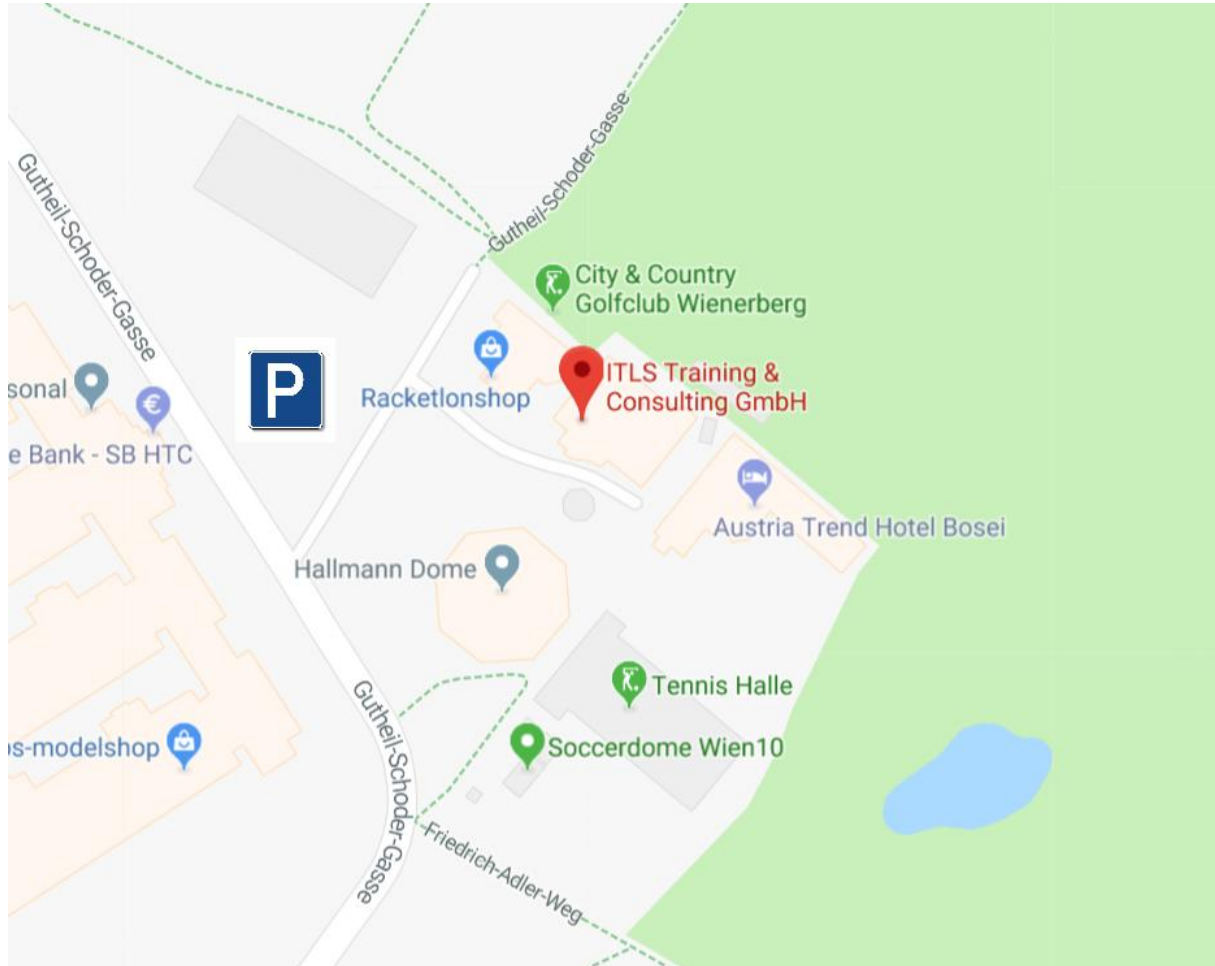 Gutheil-Schoder-Gasse
Gutheil-Schoder-Gasse
City & Country
Golfclub Wienerberg
P
Racketlonshop
ITLS Training &
Consulting GmbH
sonal
€
e Bank - SB HTC
Austria Trend Hotel Bosei
Hallmann Dome
Tennis Halle
Gutheil-Schoder-Gasse
s-modelshop
Soccerdome Wien10
Friedrich-Adler-Weg